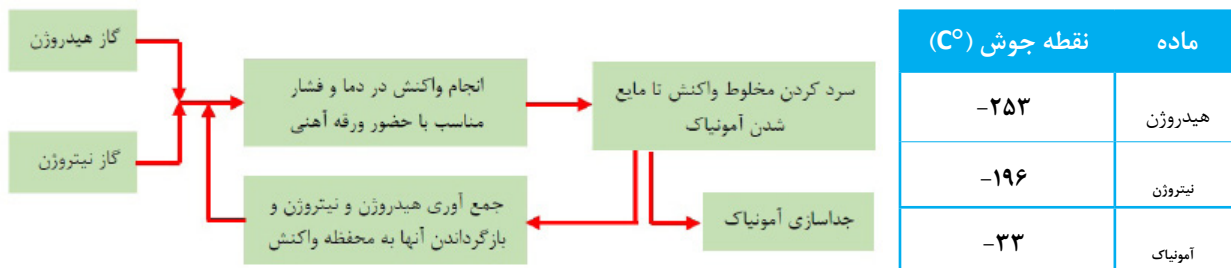 گاز هیدروژن
گاز نیتروژن
انجام واکنش در دما و فشار
مناسب با حضور ورقه آهنی
سرد کردن مخلوط واکنش تا مایع
شدن آمونیاک
جمع آوری هیدروژن و نیتروژن و
بازگرداندن آنها به محفظه واکنش
جداسازی آمونیاک
ماده نقطه جوش (C°)
هیدروژن -۲۵۳
نیتروژن -۱۹۶
آمونیاک -۳۳